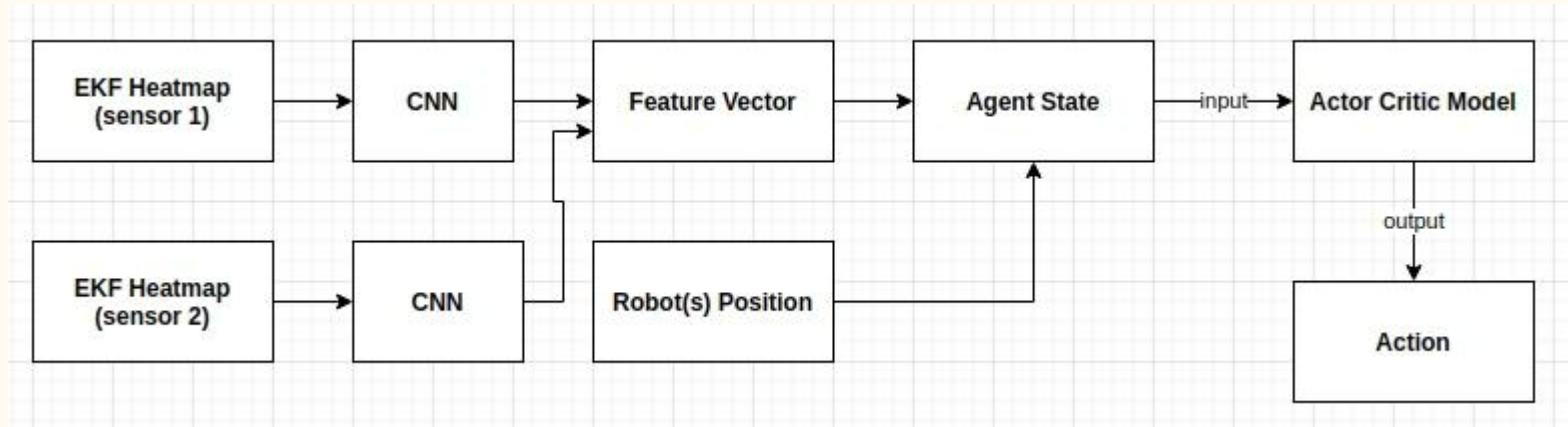 EKF Heatmap
(sensor 1)
CNN
Feature Vector
Agent State
input
Actor Critic Model
output
EKF Heatmap
(sensor 2)
CNN
Robot(s) Position
Action